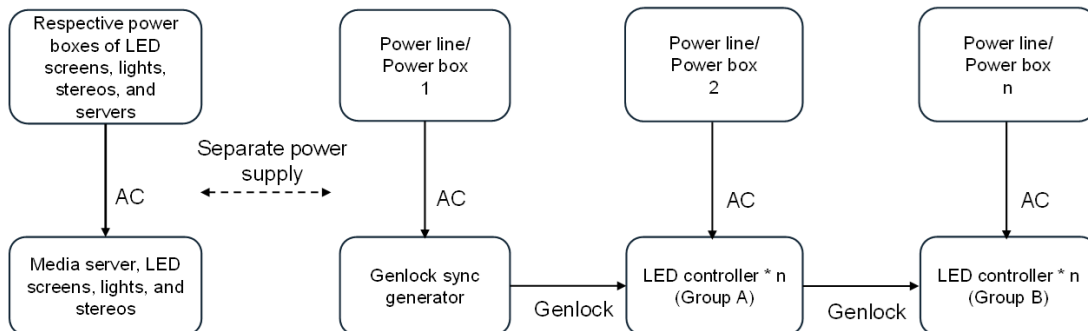 Respective power
boxes of LED
screens, lights,
stereos, and
servers
Power line/
Power box
1
Power line/
Power box
2
Power line/
Power box
n
Separate power
supply
AC
AC
AC
AC
Media server, LED
screens, lights, and
stereos
Genlock sync
generator
Genlock
LED controller * n
(Group A)
Genlock
LED controller * n
(Group B)